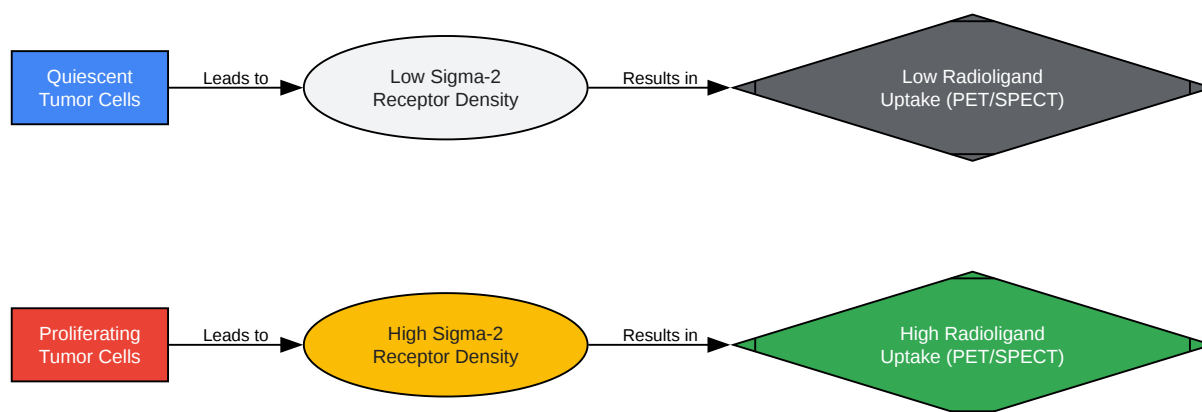 Quiescent
Tumor Cells
Leads to
Low Sigma-2
Receptor Density
Results in
Low Radioligand
Uptake (PET/SPECT)
Proliferating
Tumor Cells
Leads to
High Sigma-2
Receptor Density
Results in
High Radioligand
Uptake (PET/SPECT)